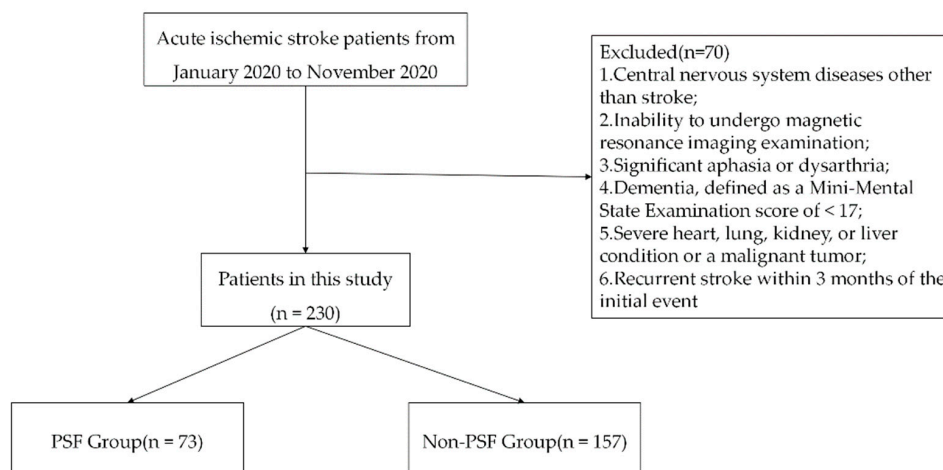 Acute ischemic stroke patients from
January 2020 to November 2020
Excluded(n=70)
1.Central nervous system diseases other
than stroke;
2.Inability to undergo magnetic
resonance imaging examination;
3.Significant aphasia or dysarthria;
4.Dementia, defined as a Mini-Mental
State Examination score of < 17;
5.Severe heart, lung, kidney, or liver
condition or a malignant tumor;
6.Recurrent stroke within 3 months of the
initial event
Patients in this study
(n = 230)
PSF Group(n = 73)
Non-PSF Group(n = 157)